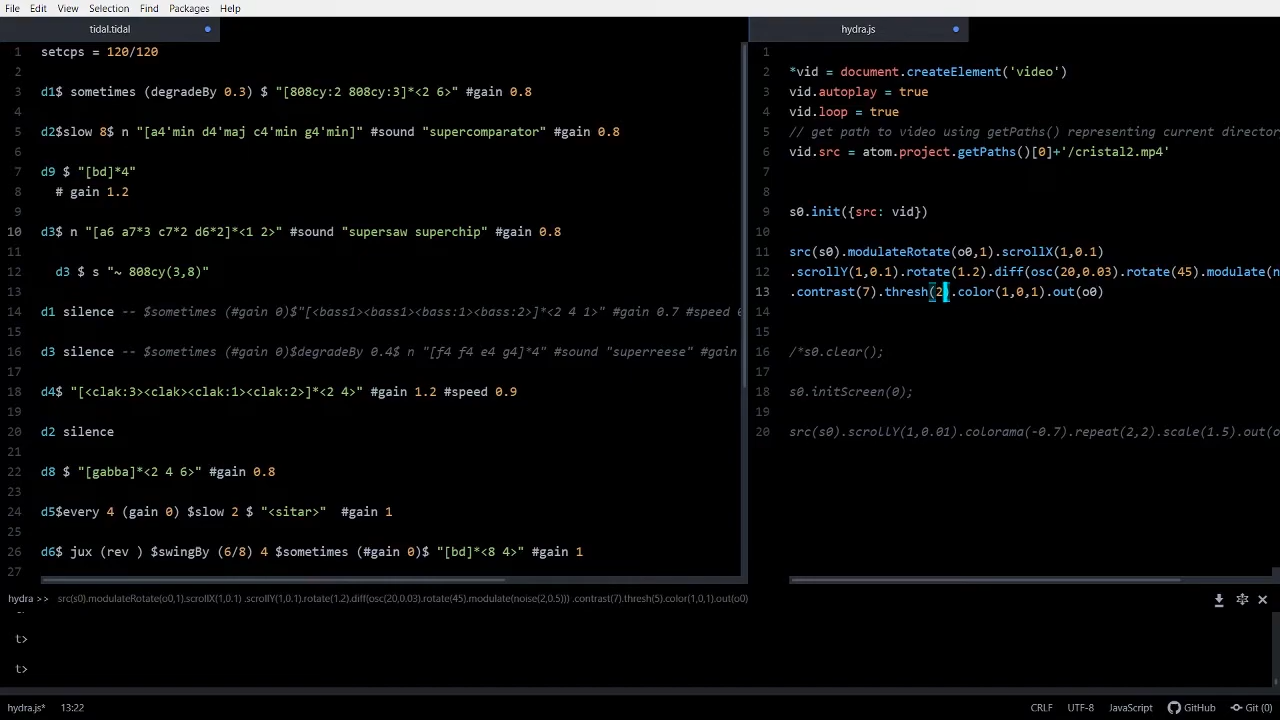 File Edit View Selection Find Packages Help
tidal.tidal
1 setcps = 120/120
2
3 d1$ sometimes (degradeBy 0.3) $ "[808cy:2 808cy:3]*<2 6>" #gain 0.8
4
5 d2$slow 8$ n "[a4'min d4'maj c4'min g4'min]" #sound "supercomparator" #gain 0.8
6
7 d9 $ "[bd]*4"
8 # gain 1.2
9
10 d3$ n "[a6 a7*3 c7*2 d6*2]*<1 2>" #sound "supersaw superchip" #gain 0.8
11
12 d3 $ s "~ 808cy(3,8)"
13
14 d1 silence -- $sometimes (#gain 0)$"[<bass1><bass1><bass:1><bass:2>]*<2 4 1>" #gain 0.7 #speed 0
15
16 d3 silence -- $sometimes (#gain 0)$degradeBy 0.4$ n "[f4 f4 e4 g4]*4" #sound "superreese" #gain
17
18 d4$ "[<clak:3><clak><clak:1><clak:2>]*<2 4>" #gain 1.2 #speed 0.9
19
20 d2 silence
21
22 d8 $ "[gabba]*<2 4 6>" #gain 0.8
23
24 d5$every 4 (gain 0) $slow 2 $ "<sitar>"  #gain 1
25
26 d6$ jux (rev ) $swingBy (6/8) 4 $sometimes (#gain 0)$ "[bd]*<8 4>" #gain 1
27
hydra.js
1
2 *vid = document.createElement('video')
3 vid.autoplay = true
4 vid.loop = true
5 // get path to video using getPaths() representing current director
6 vid.src = atom.project.getPaths()[0]+'/cristal2.mp4'
7
8
9 s0.init({src: vid})
10
11 src(s0).modulateRotate(o0,1).scrollX(1,0.1)
12 .scrollY(1,0.1).rotate(1.2).diff(osc(20,0.03).rotate(45).modulate(n
13 .contrast(7).thresh(2).color(1,0,1).out(o0)
14
15
16 /*s0.clear();
17
18 s0.initScreen(0);
19
20 src(s0).scrollY(1,0.01).colorama(-0.7).repeat(2,2).scale(1.5).out(o
hydra >> src(s0).modulateRotate(o0,1).scrollX(1,0.1) .scrollY(1,0.1).rotate(1.2).diff(osc(20,0.03).rotate(45).modulate(noise(2,0.5))) .contrast(7).thresh(5).color(1,0,1).out(o0)
t>
t>
hydra.js* 13:22 CRLF UTF-8 JavaScript GitHub Git (0)